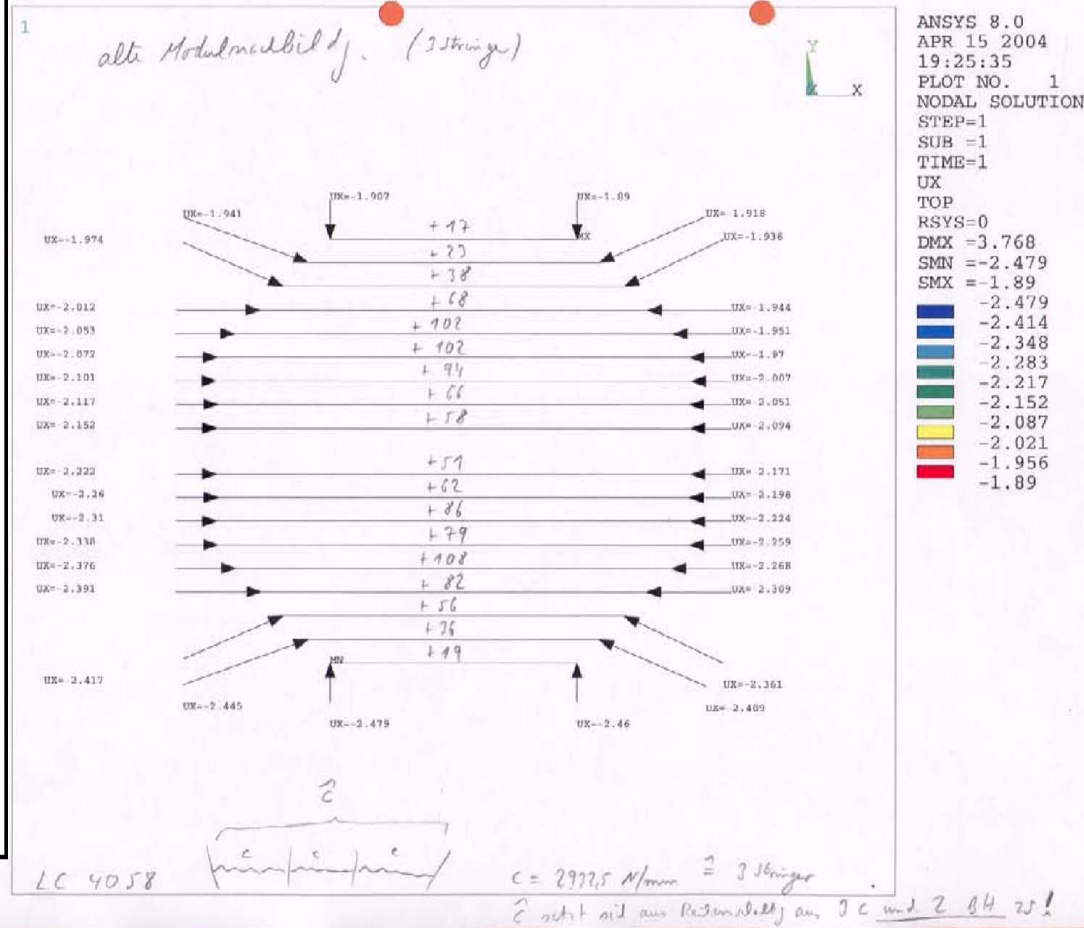 1
alte Modulnachbildg. (3 Stringer)
Y
X
ANSYS 8.0
APR 15 2004
19:25:35
PLOT NO. 1
NODAL SOLUTION
STEP=1
SUB =1
TIME=1
UX
TOP
RSYS=0
DMX =3.768
SMN =-2.479
SMX =-1.89
-2.479
-2.414
-2.348
-2.283
-2.217
-2.152
-2.087
-2.021
-1.956
-1.89
UX=-1.907 UX=-1.89
UX=-1.941 UX=-1.918
UX=-1.974 UX=-1.936
+17
MX
+23
+38
UX=-2.012 +68 UX=-1.944
UX=-2.053 +102 UX=-1.951
UX=-2.072 +102 UX=-1.97
UX=-2.101 +94 UX=-2.007
UX=-2.117 +66 UX=-2.051
UX=-2.152 +58 UX=-2.094
UX=-2.222 +51 UX=-2.171
UX=-2.26 +62 UX=-2.198
UX=-2.31 +86 UX=-2.224
UX=-2.338 +79 UX=-2.259
UX=-2.376 +108 UX=-2.268
UX=-2.391 +82 UX=-2.309
+56
+36
MN +19
UX=-2.417 UX=-2.361
UX=-2.445 UX=-2.409
UX=-2.479 UX=-2.46
ĉ
c c c
LC 4058
c = 2932,5 N/mm ≙ 3 Stringer
ĉ setzt sich aus aus 3 c und 2 BH zs!